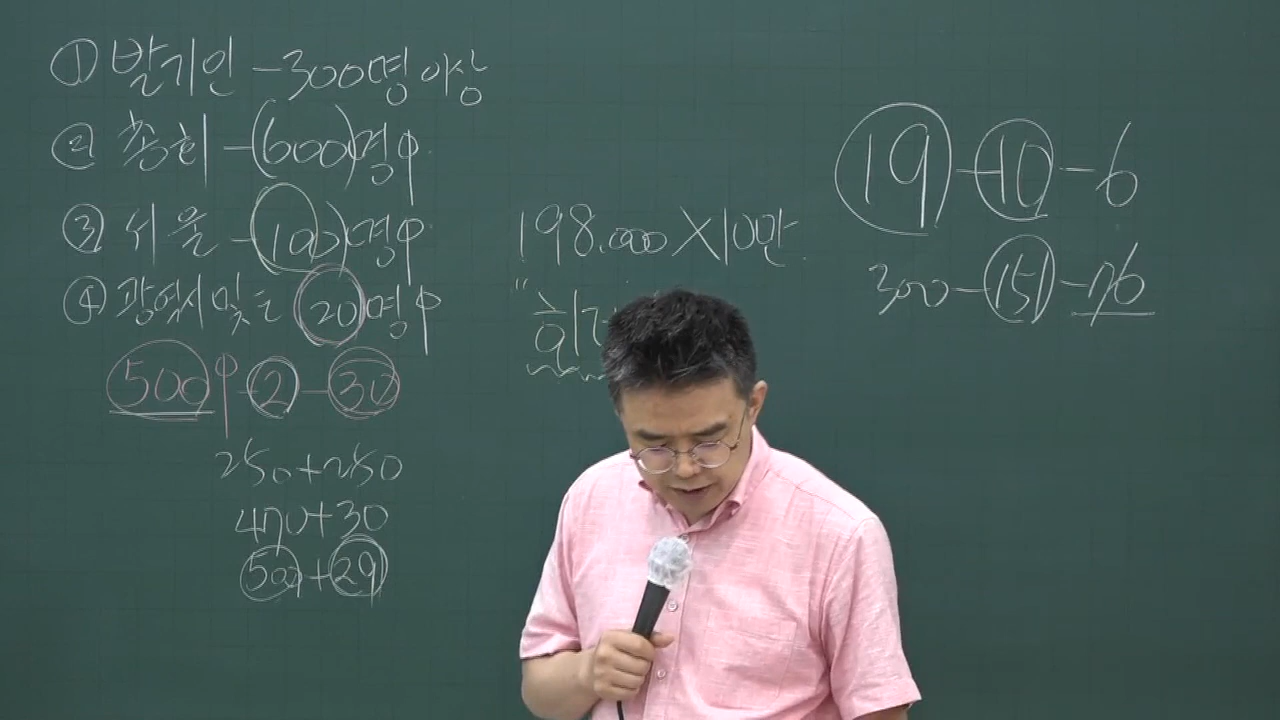 ① 발기인 - 300명 이상
② 총회 - 600명 ↑
③ 서울 - 100명 ↑
④ 광역시 및 는 20명 ↑
500 ↑ - 2 - 30
250+250
470+30
500+29
198.000 X 10만
"
19 - 10 - 6
300 - 151 - 76